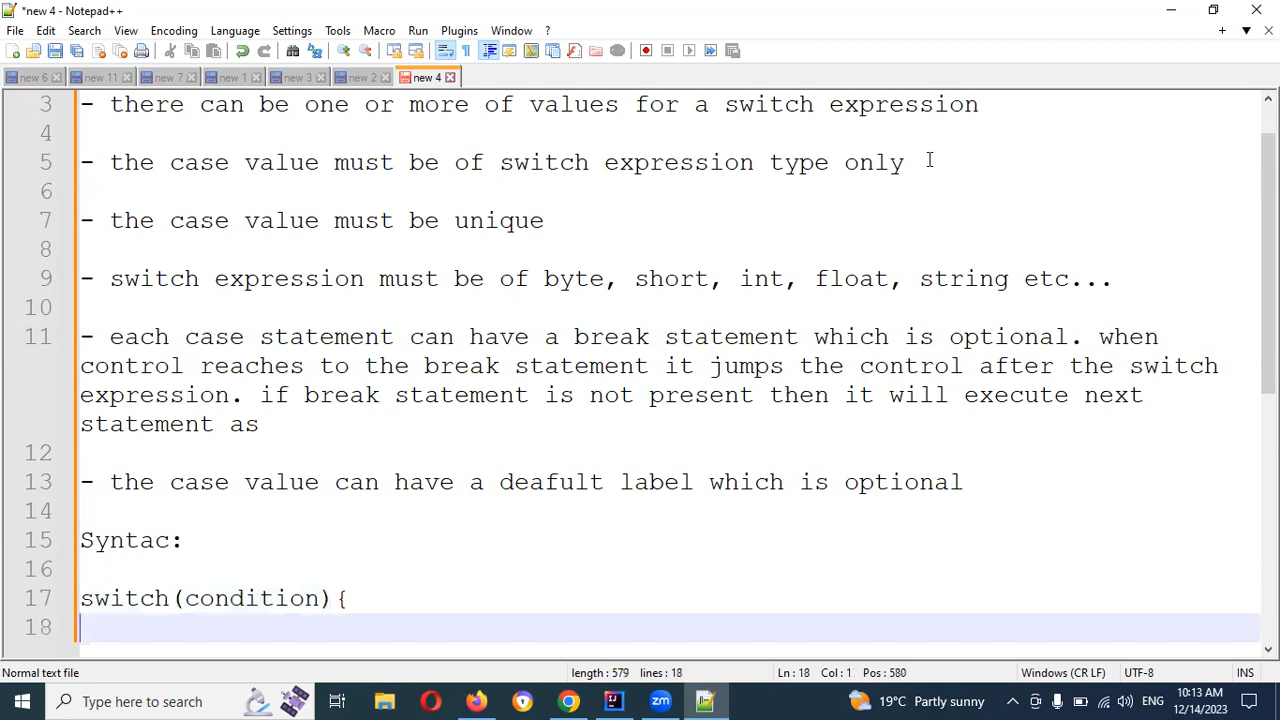 *new 4 - Notepad++
File Edit Search View Encoding Language Settings Tools Macro Run Plugins Window ?
new 6 new 11 new 7 new 1 new 3 new 2 new 4
3 - there can be one or more of values for a switch expression
4
5 - the case value must be of switch expression type only
6
7 - the case value must be unique
8
9 - switch expression must be of byte, short, int, float, string etc...
10
11 - each case statement can have a break statement which is optional. when
control reaches to the break statement it jumps the control after the switch
expression. if break statement is not present then it will execute next
statement as
12
13 - the case value can have a deafult label which is optional
14
15 Syntac:
16
17 switch(condition){
18
Normal text file length : 579 lines : 18 Ln : 18 Col : 1 Pos : 580 Windows (CR LF) UTF-8 INS
Type here to search zm 19°C Partly sunny ENG 10:13 AM
12/14/2023